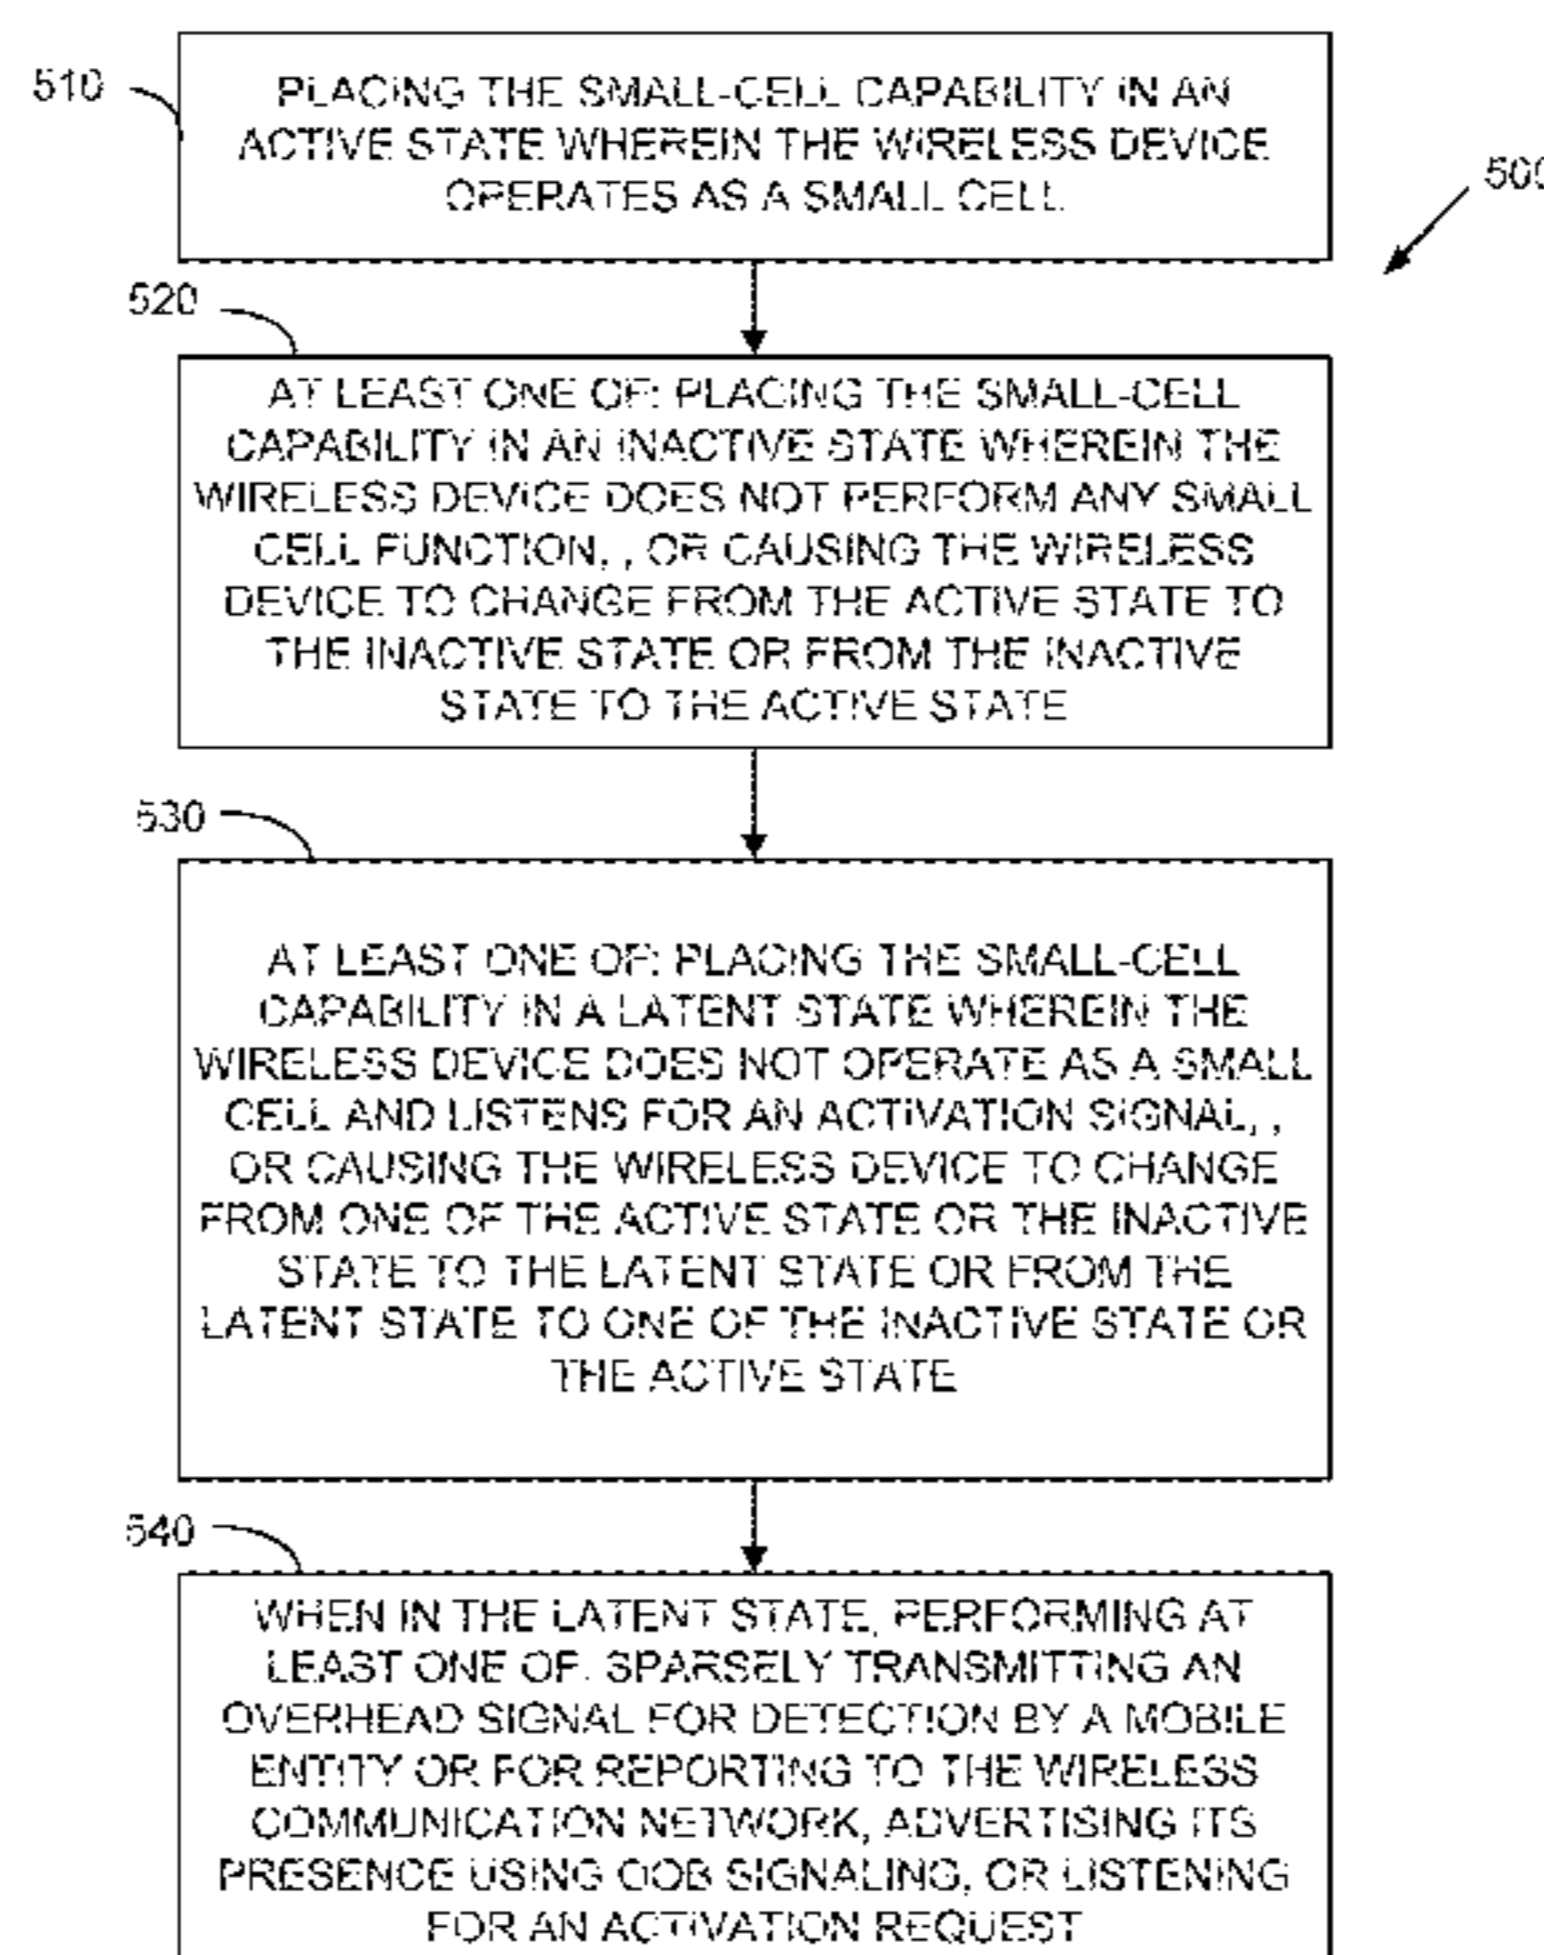 510
PLACING THE SMALL-CELL CAPABILITY IN AN
ACTIVE STATE WHEREIN THE WIRELESS DEVICE
OPERATES AS A SMALL CELL
500
520
AT LEAST ONE OF: PLACING THE SMALL-CELL
CAPABILITY IN AN INACTIVE STATE WHEREIN THE
WIRELESS DEVICE DOES NOT PERFORM ANY SMALL
CELL FUNCTION, , OR CAUSING THE WIRELESS
DEVICE TO CHANGE FROM THE ACTIVE STATE TO
THE INACTIVE STATE OR FROM THE INACTIVE
STATE TO THE ACTIVE STATE
530
AT LEAST ONE OF: PLACING THE SMALL-CELL
CAPABILITY IN A LATENT STATE WHEREIN THE
WIRELESS DEVICE DOES NOT OPERATE AS A SMALL
CELL AND LISTENS FOR AN ACTIVATION SIGNAL, ,
OR CAUSING THE WIRELESS DEVICE TO CHANGE
FROM ONE OF THE ACTIVE STATE OR THE INACTIVE
STATE TO THE LATENT STATE OR FROM THE
LATENT STATE TO ONE OF THE INACTIVE STATE OR
THE ACTIVE STATE
540
WHEN IN THE LATENT STATE, PERFORMING AT
LEAST ONE OF: SPARSELY TRANSMITTING AN
OVERHEAD SIGNAL FOR DETECTION BY A MOBILE
ENTITY OR FOR REPORTING TO THE WIRELESS
COMMUNICATION NETWORK, ADVERTISING ITS
PRESENCE USING OOB SIGNALING, OR LISTENING
FOR AN ACTIVATION REQUEST